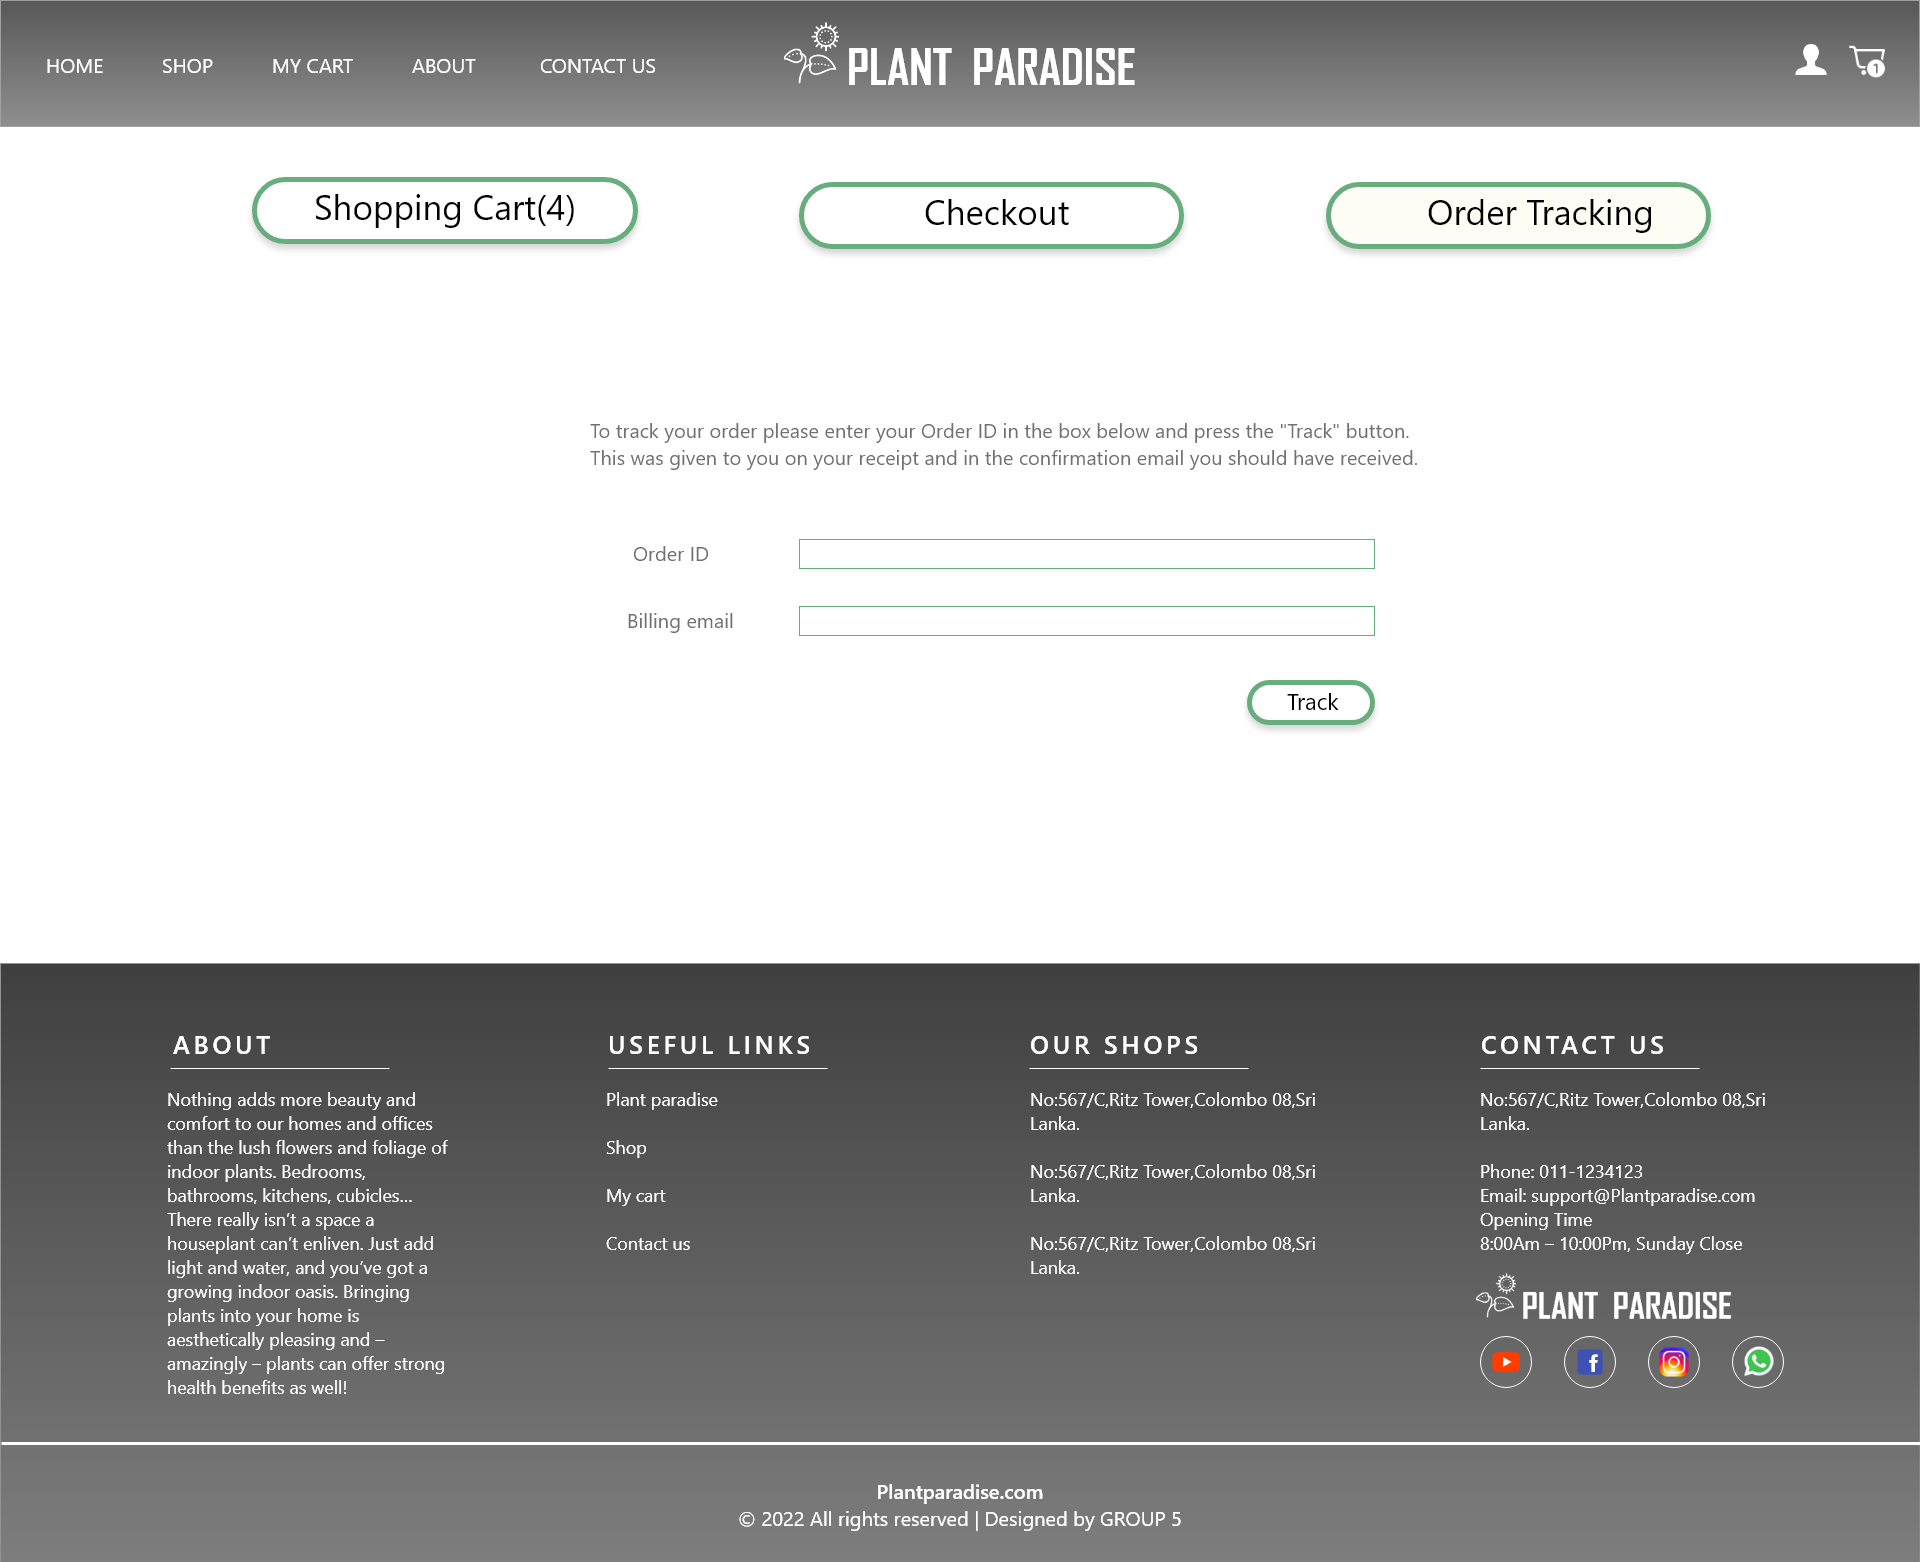 HOME SHOP MY CART ABOUT CONTACT US
PLANT PARADISE
1
Shopping Cart(4)
Checkout
Order Tracking
To track your order please enter your Order ID in the box below and press the "Track" button.
This was given to you on your receipt and in the confirmation email you should have received.
Order ID
Billing email
Track
ABOUT
Nothing adds more beauty and
comfort to our homes and offices
than the lush flowers and foliage of
indoor plants. Bedrooms,
bathrooms, kitchens, cubicles...
There really isn’t a space a
houseplant can’t enliven. Just add
light and water, and you’ve got a
growing indoor oasis. Bringing
plants into your home is
aesthetically pleasing and –
amazingly – plants can offer strong
health benefits as well!
USEFUL LINKS
Plant paradise
Shop
My cart
Contact us
OUR SHOPS
No:567/C,Ritz Tower,Colombo 08,Sri
Lanka.
No:567/C,Ritz Tower,Colombo 08,Sri
Lanka.
No:567/C,Ritz Tower,Colombo 08,Sri
Lanka.
CONTACT US
No:567/C,Ritz Tower,Colombo 08,Sri
Lanka.
Phone: 011-1234123
Email: support@Plantparadise.com
Opening Time
8:00Am – 10:00Pm, Sunday Close
PLANT PARADISE
Plantparadise.com
© 2022 All rights reserved | Designed by GROUP 5